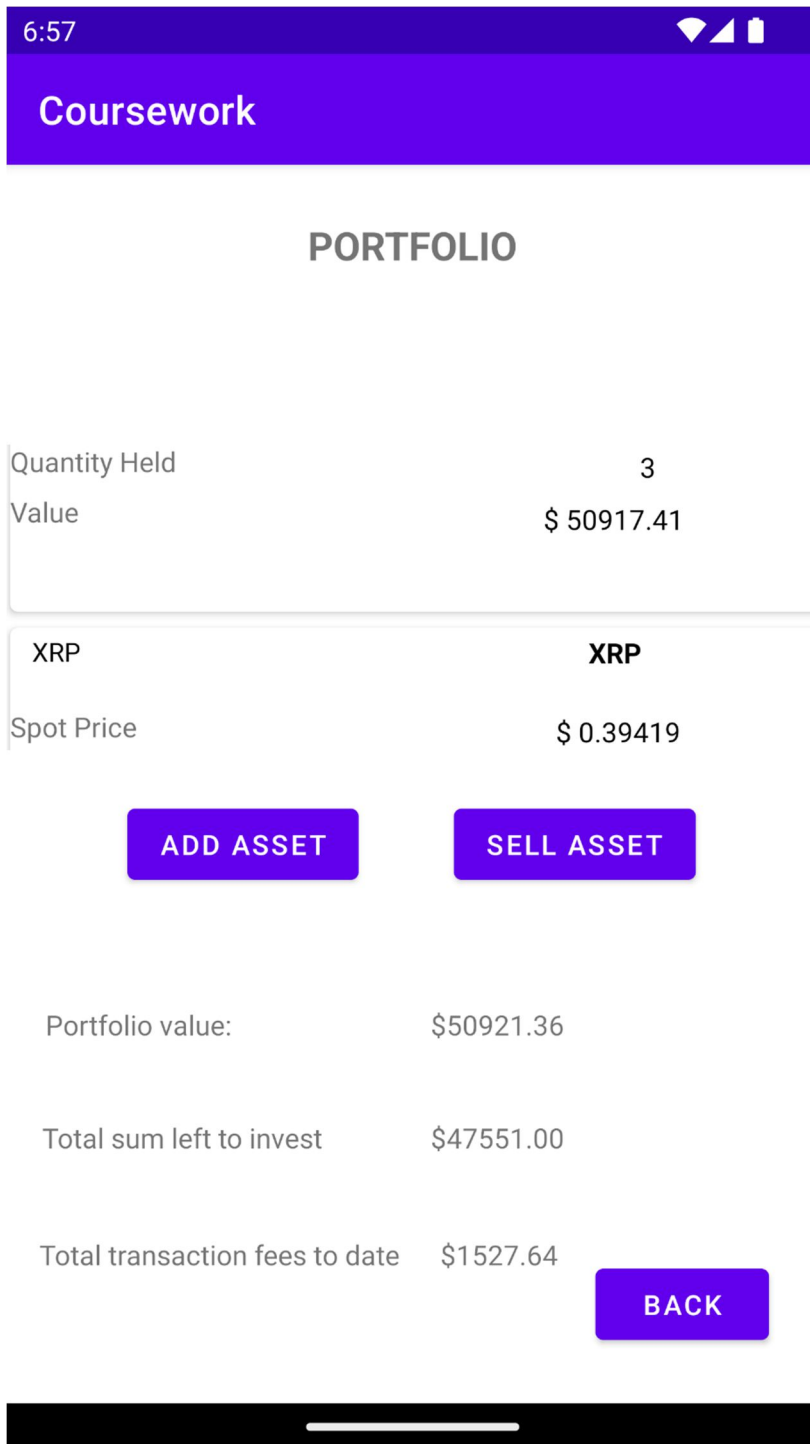 6:57
Coursework
PORTFOLIO
Quantity Held 3
Value $ 50917.41
XRP XRP
Spot Price $ 0.39419
ADD ASSET SELL ASSET
Portfolio value: $50921.36
Total sum left to invest $47551.00
Total transaction fees to date $1527.64
BACK